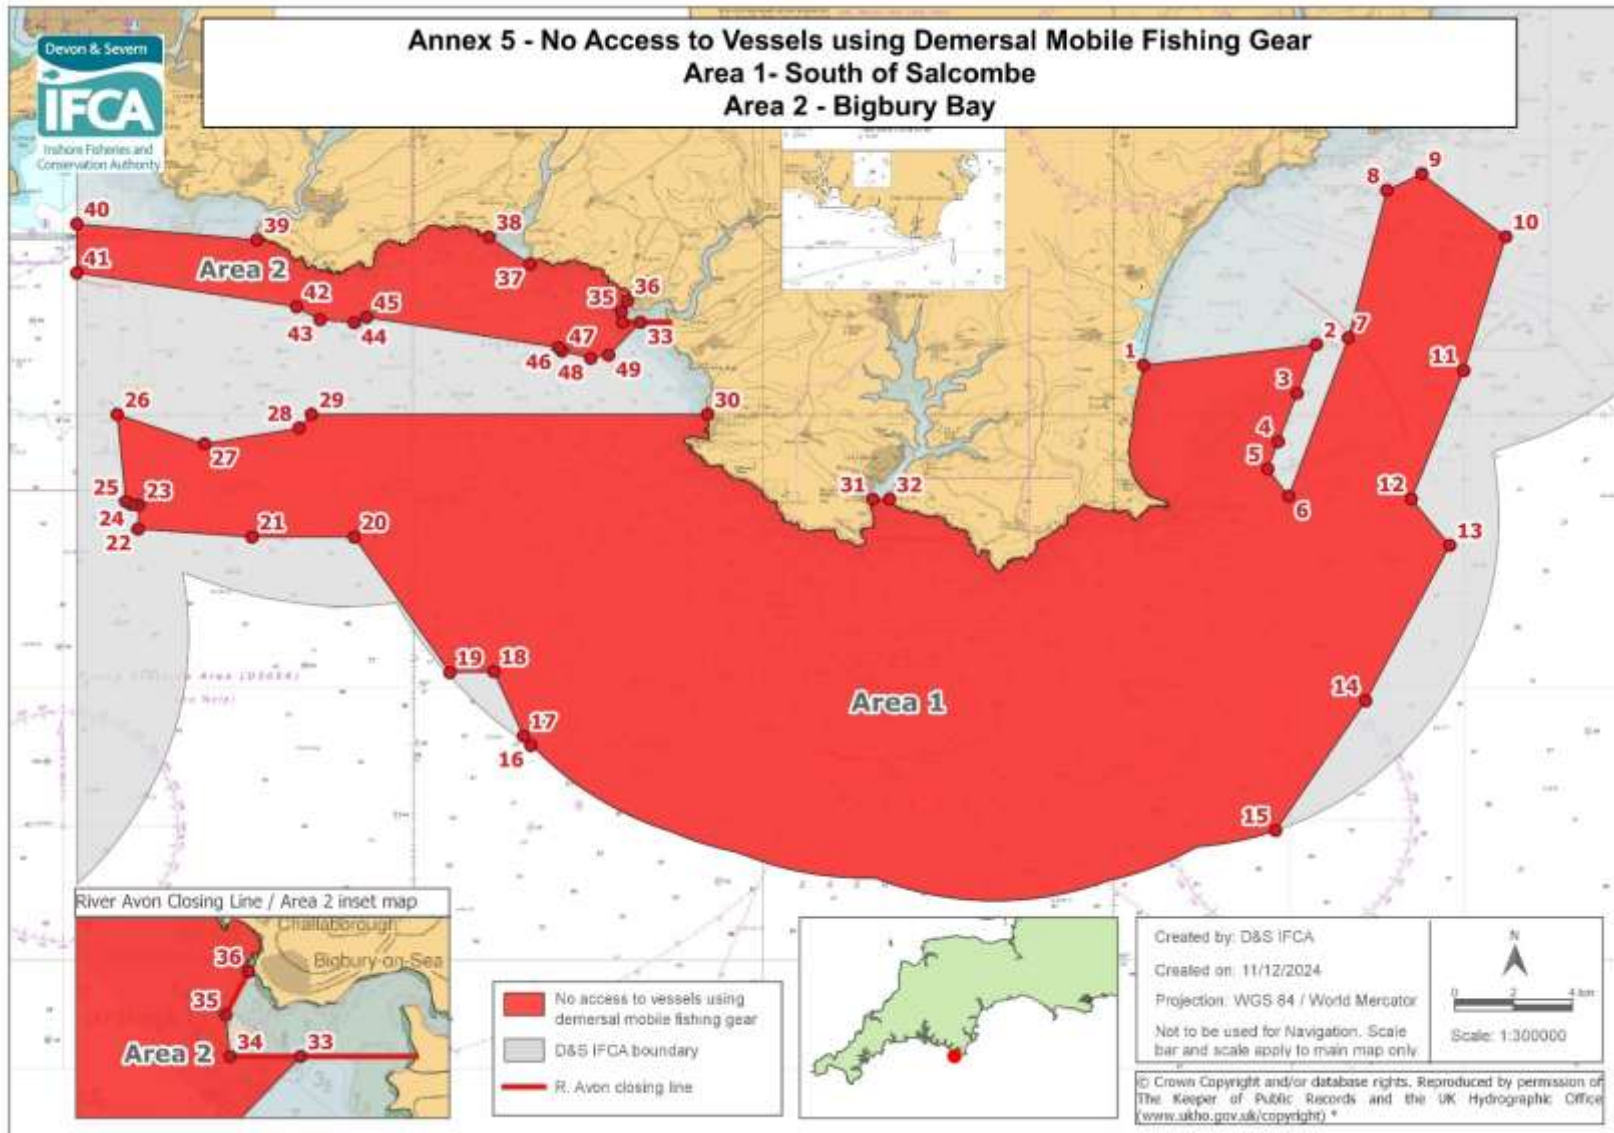 Devon & Severn
IFCA
Inshore Fisheries and
Conservation Authority
Annex 5 - No Access to Vessels using Demersal Mobile Fishing Gear
Area 1- South of Salcombe
Area 2 - Bigbury Bay
40
39
38
41
Area 2
37
42
45
36
35
43
44
47
33
46
48
49
8
9
10
1
2
7
3
11
4
5
6
12
13
26
28
29
30
27
25
23
24
22
21
20
31
32
19
18
17
16
Area 1
14
15
River Avon Closing Line / Area 2 inset map
Challaborough
Bigbury-on-Sea
36
35
Area 2
34
33
No access to vessels using
demersal mobile fishing gear
D&S IFCA boundary
R. Avon closing line
Created by: D&S IFCA
Created on: 11/12/2024
Projection: WGS 84 / World Mercator
Not to be used for Navigation. Scale
bar and scale apply to main map only
N
0 2 4 km
Scale: 1:300000
© Crown Copyright and/or database rights. Reproduced by permission of
The Keeper of Public Records and the UK Hydrographic Office
(www.ukho.gov.uk/copyright) *